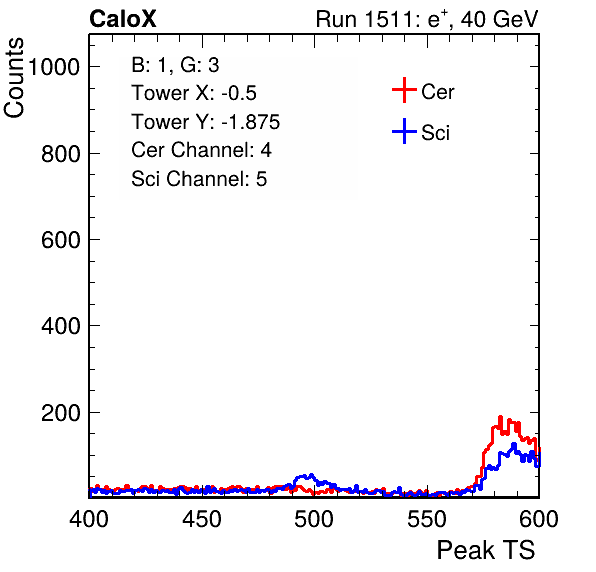 CaloX Run 1511: e+, 40 GeV
Counts
B: 1, G: 3
Tower X: -0.5
Tower Y: -1.875
Cer Channel: 4
Sci Channel: 5
Cer
Sci
1000
800
600
400
200
400 450 500 550 600
Peak TS